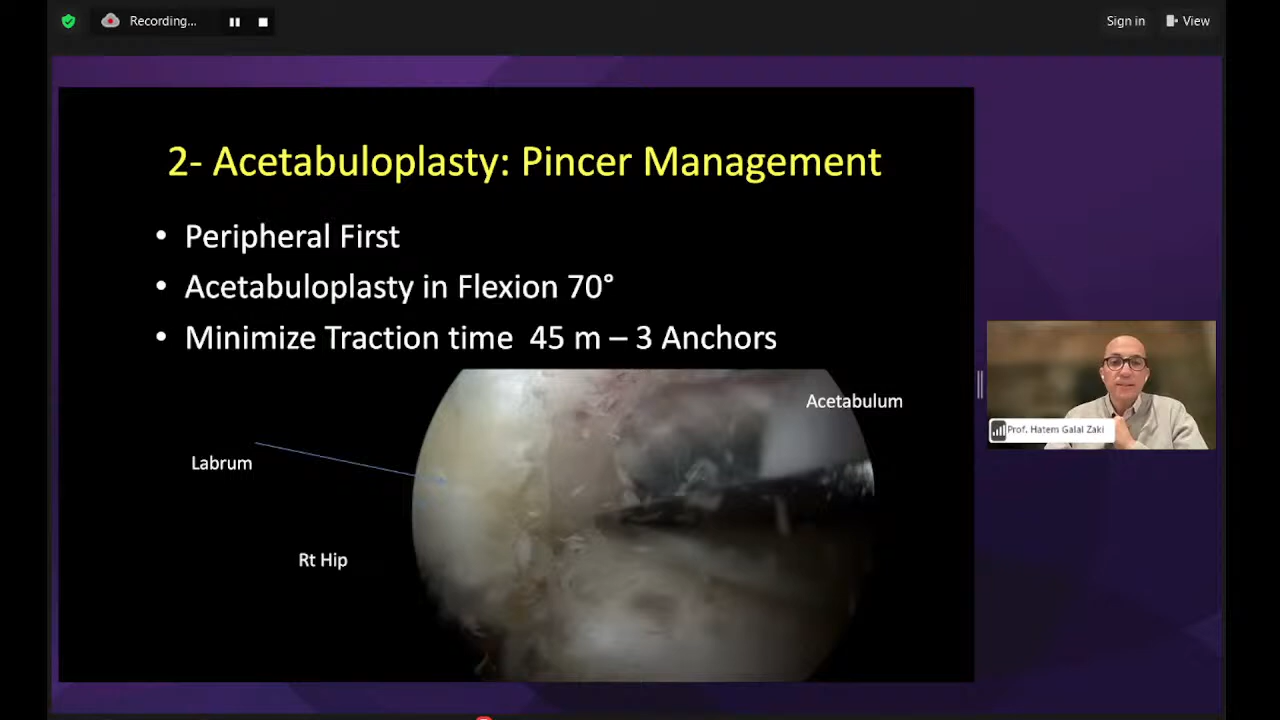 Recording...
Sign in
View
2- Acetabuloplasty: Pincer Management
• Peripheral First
• Acetabuloplasty in Flexion 70°
• Minimize Traction time 45 m – 3 Anchors
Acetabulum
Labrum
Rt Hip
Prof. Hatem Galal Zaki